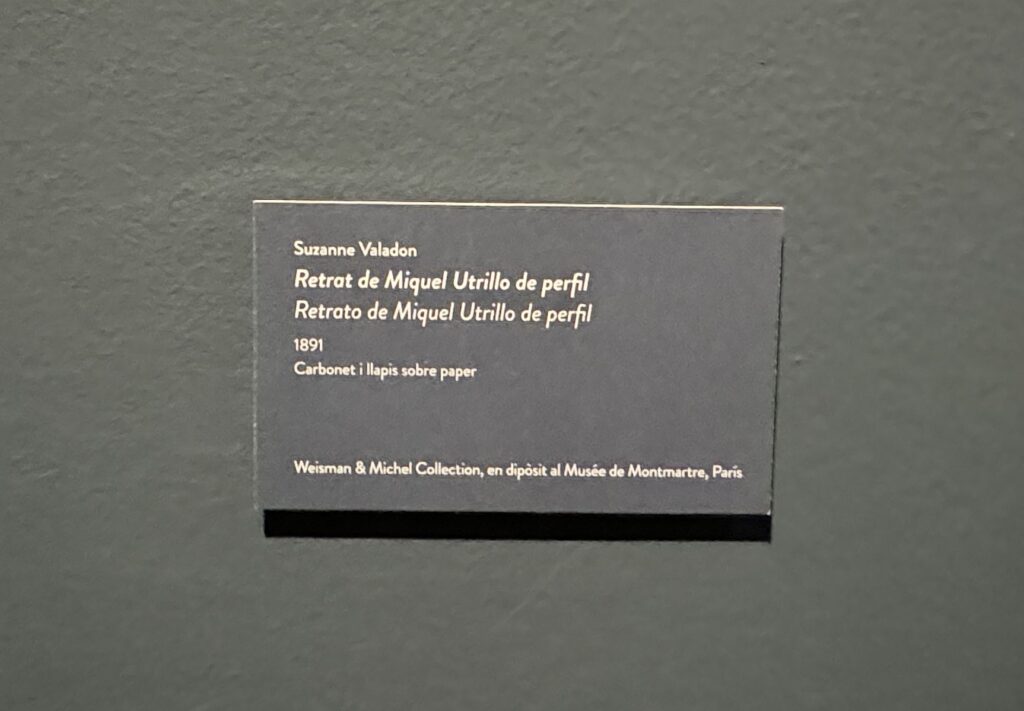 Suzanne Valadon
Retrat de Miquel Utrillo de perfil
Retrato de Miquel Utrillo de perfil
1891
Carbonet i llapis sobre paper
Weisman & Michel Collection, en dipòsit al Musée de Montmartre, París